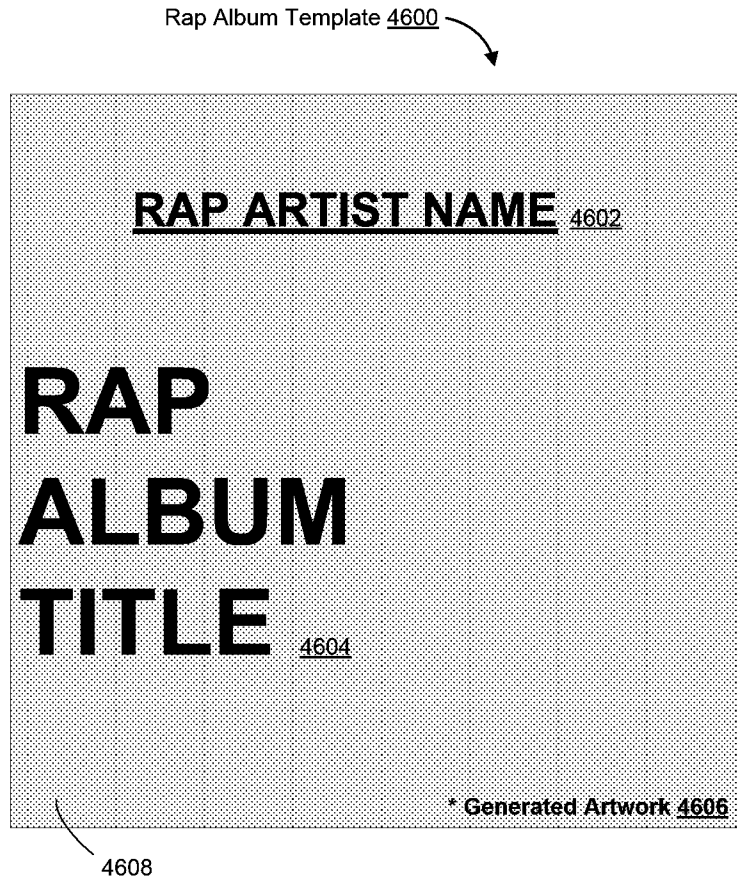 Rap Album Template 4600
RAP ARTIST NAME 4602
RAP
ALBUM
TITLE 4604
* Generated Artwork 4606
4608